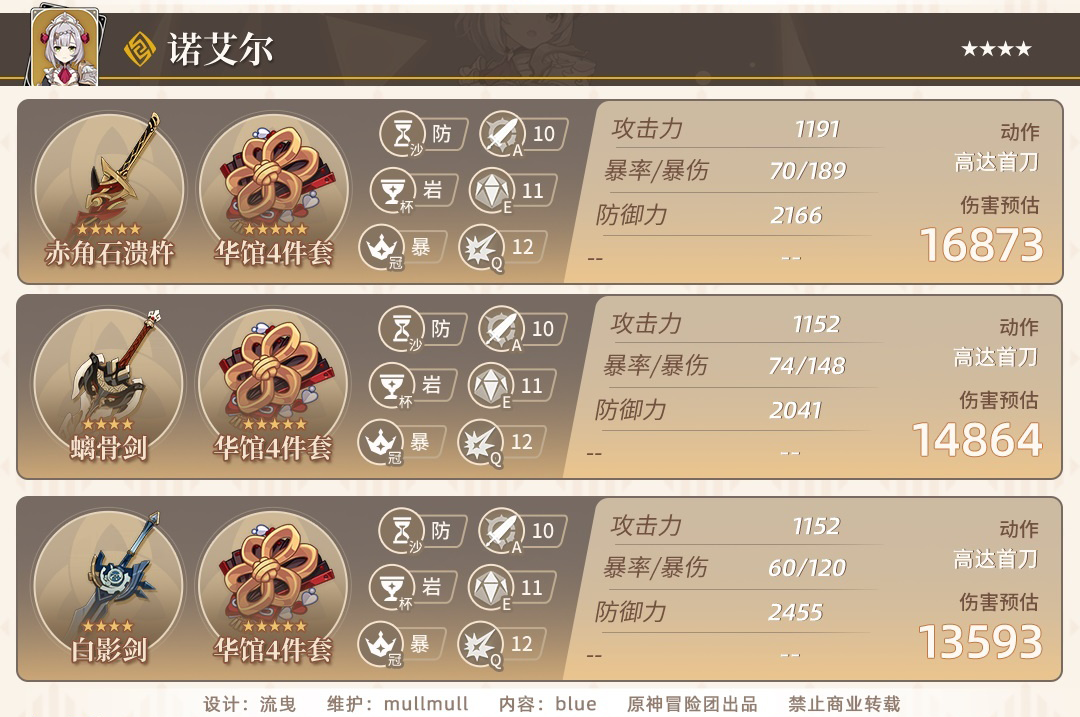 诺艾尔
★★★★
赤角石溃杵
华馆4件套
沙 防
A 10
杯 岩
E 11
冠 暴
Q 12
攻击力 1191
暴率/暴伤 70/189
防御力 2166
-- --
动作
高达首刀
伤害预估
16873
螭骨剑
华馆4件套
沙 防
A 10
杯 岩
E 11
冠 暴
Q 12
攻击力 1152
暴率/暴伤 74/148
防御力 2041
-- --
动作
高达首刀
伤害预估
14864
白影剑
华馆4件套
沙 防
A 10
杯 岩
E 11
冠 暴
Q 12
攻击力 1152
暴率/暴伤 60/120
防御力 2455
-- --
动作
高达首刀
伤害预估
13593
设计：流曳 维护：mullmull 内容：blue 原神冒险团出品 禁止商业转载